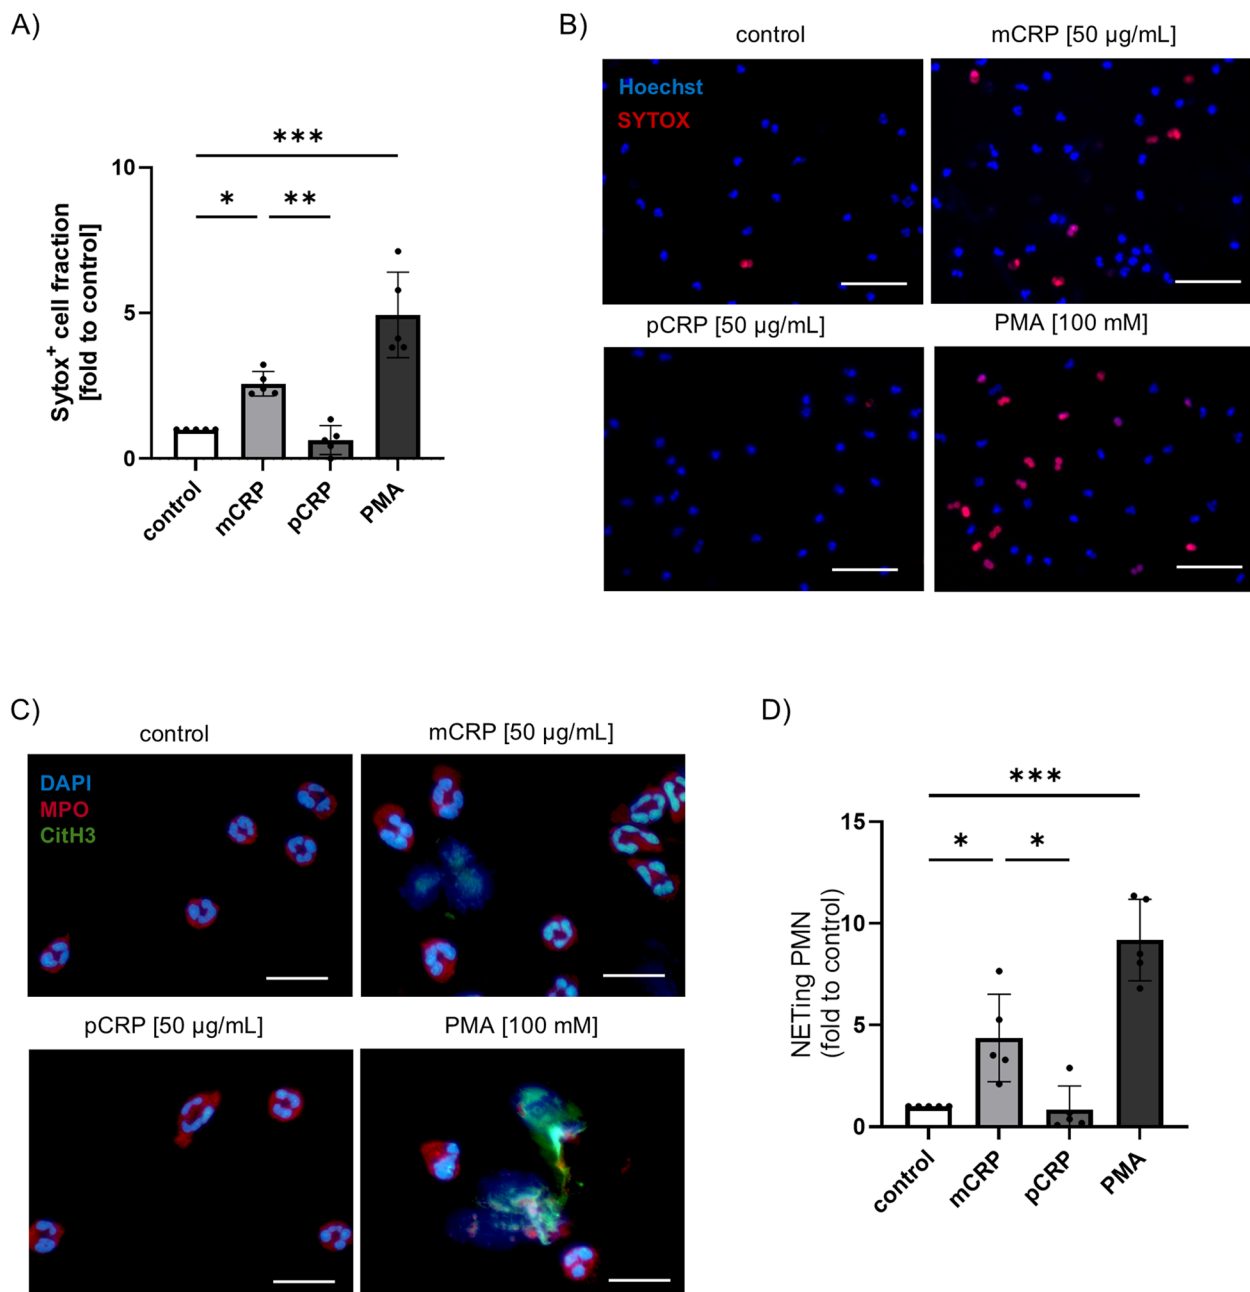 A)
***
*
**
10
5
0
Sytox+ cell fraction
[fold to control]
control
mCRP
pCRP
PMA
B)
control
mCRP [50 µg/mL]
Hoechst
SYTOX
pCRP [50 µg/mL]
PMA [100 mM]
C)
control
mCRP [50 µg/mL]
DAPI
MPO
CitH3
pCRP [50 µg/mL]
PMA [100 mM]
D)
***
*
*
15
10
5
0
NETing PMN
(fold to control)
control
mCRP
pCRP
PMA